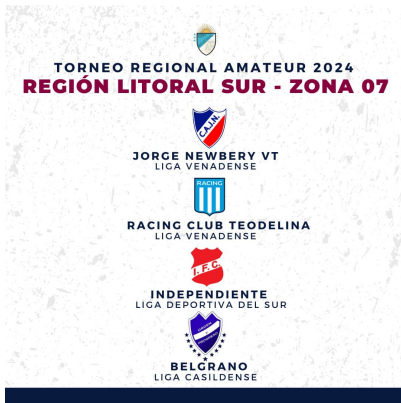 TORNEO REGIONAL AMATEUR 2024
REGIÓN LITORAL SUR - ZONA 07
C.A.J.N.
JORGE NEWBERY VT
LIGA VENADENSE
RACING
RACING CLUB TEODELINA
LIGA VENADENSE
I.F.C.
INDEPENDIENTE
LIGA DEPORTIVA DEL SUR
BELGRANO
LIGA CASILDENSE